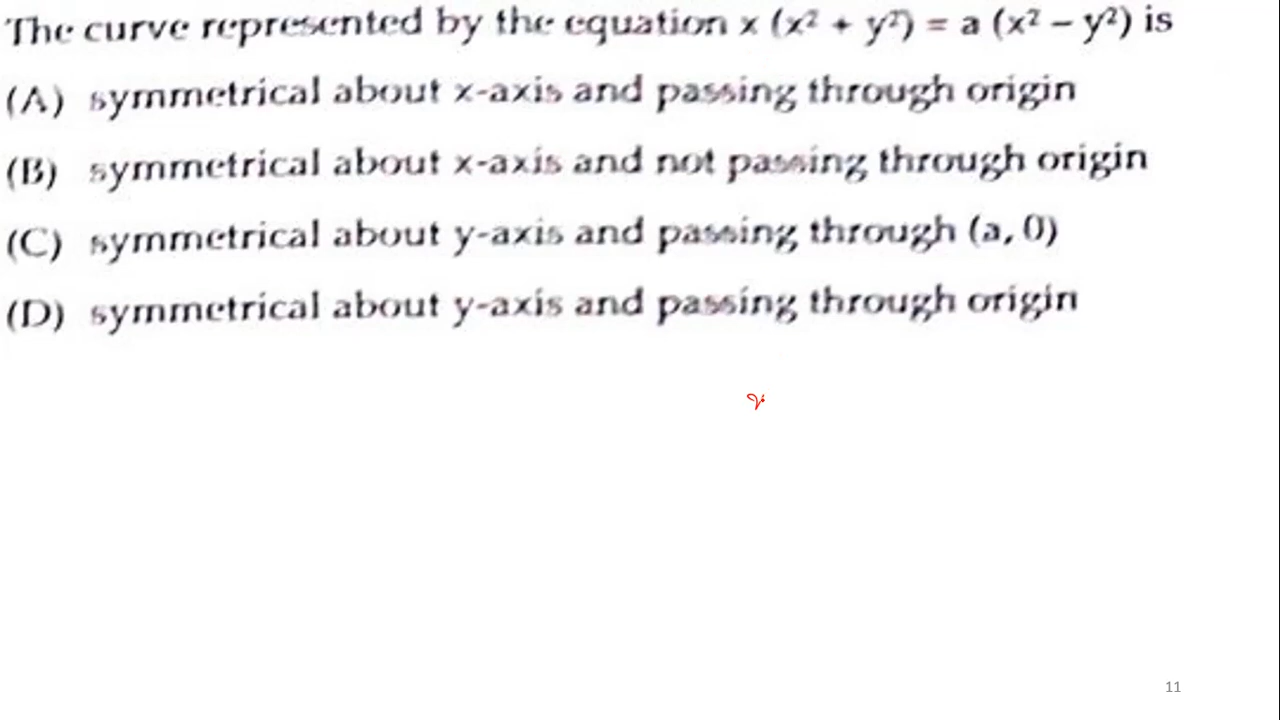 The curve represented by the equation x (x² + y²) = a (x² – y²) is
(A) symmetrical about x-axis and passing through origin
(B) symmetrical about x-axis and not passing through origin
(C) symmetrical about y-axis and passing through (a, 0)
(D) symmetrical about y-axis and passing through origin
11